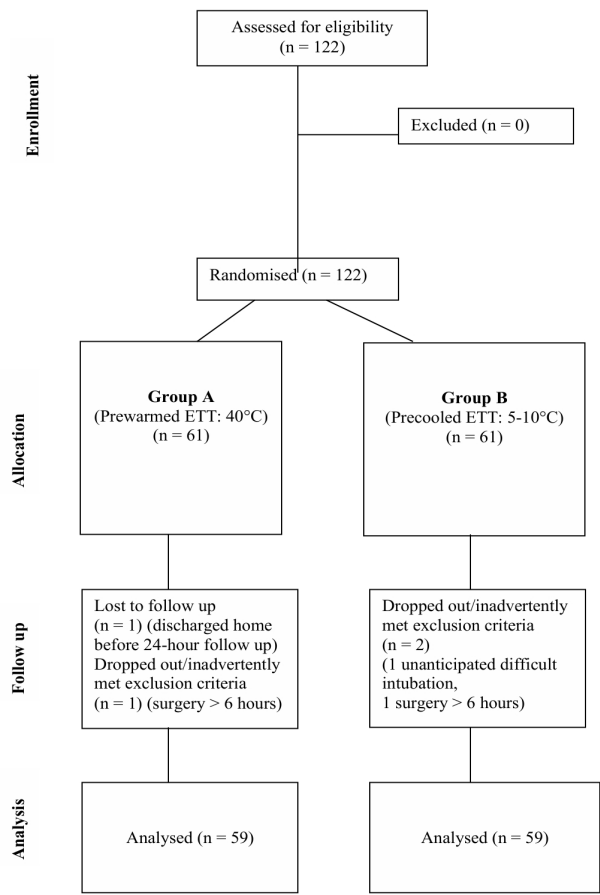 Enrollment
Assessed for eligibility
(n = 122)
Excluded (n = 0)
Randomised (n = 122)
Allocation
Group A
(Prewarmed ETT: 40°C)
(n = 61)
Group B
(Precooled ETT: 5-10°C)
(n = 61)
Follow up
Lost to follow up
(n = 1) (discharged home
before 24-hour follow up)
Dropped out/inadvertently
met exclusion criteria
(n = 1) (surgery > 6 hours)
Dropped out/inadvertently
met exclusion criteria
(n = 2)
(1 unanticipated difficult
intubation,
1 surgery > 6 hours)
Analysis
Analysed (n = 59)
Analysed (n = 59)